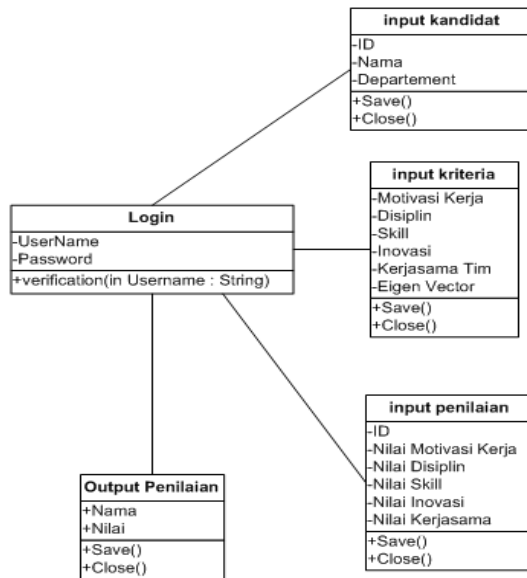 input kandidat
-ID
-Nama
-Departement
+Save()
+Close()
input kriteria
-Motivasi Kerja
-Disiplin
-Skill
-Inovasi
-Kerjasama Tim
-Eigen Vector
+Save()
+Close()
Login
-UserName
-Password
+verification(in Username : String)
input penilaian
-ID
-Nilai Motivasi Kerja
-Nilai Disiplin
-Nilai Skill
-Nilai Inovasi
-Nilai Kerjasama
+Save()
+Close()
Output Penilaian
+Nama
+Nilai
+Save()
+Close()